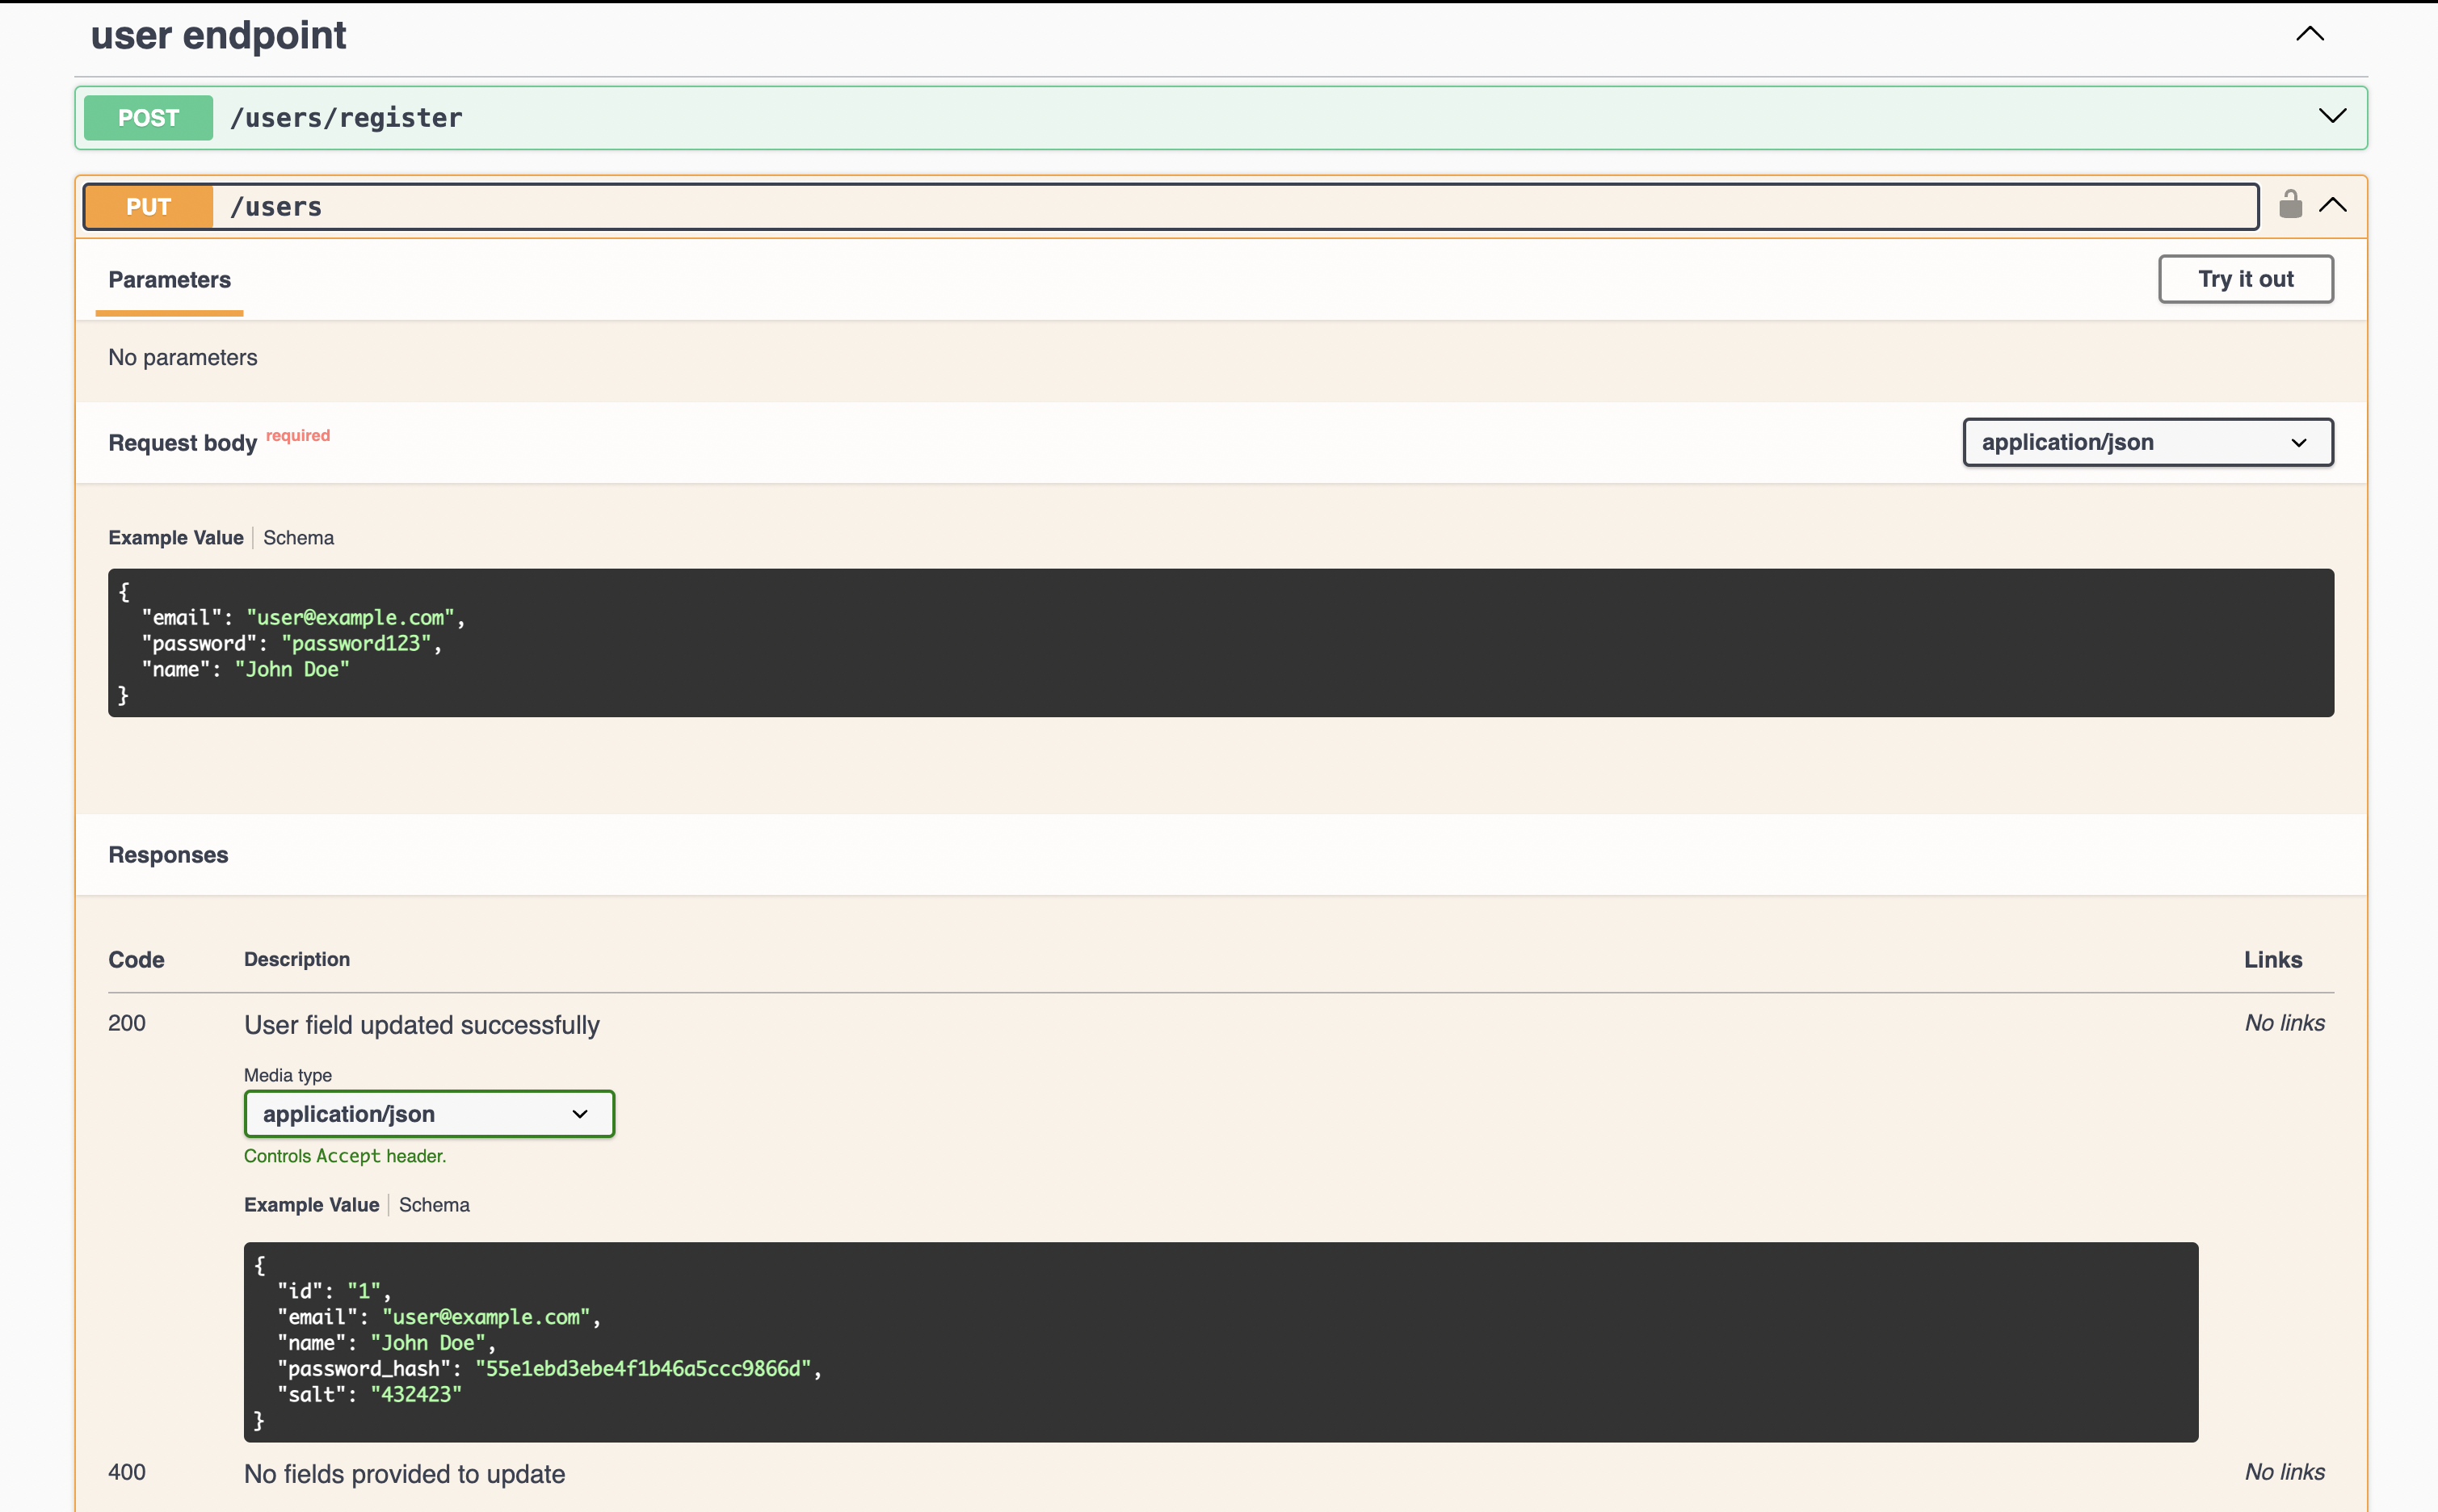 user endpoint
POST /users/register
PUT /users
Parameters
Try it out
No parameters
Request body required
application/json
Example Value Schema
{
  "email": "user@example.com",
  "password": "password123",
  "name": "John Doe"
}
Responses
Code Description Links
200 User field updated successfully No links
Media type
application/json
Controls Accept header.
Example Value Schema
{
  "id": "1",
  "email": "user@example.com",
  "name": "John Doe",
  "password_hash": "55e1ebd3ebe4f1b46a5ccc9866d",
  "salt": "432423"
}
400 No fields provided to update No links